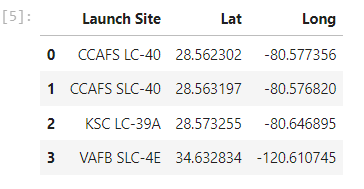 [5]:
Launch Site Lat Long
0 CCAFS LC-40 28.562302 -80.577356
1 CCAFS SLC-40 28.563197 -80.576820
2 KSC LC-39A 28.573255 -80.646895
3 VAFB SLC-4E 34.632834 -120.610745